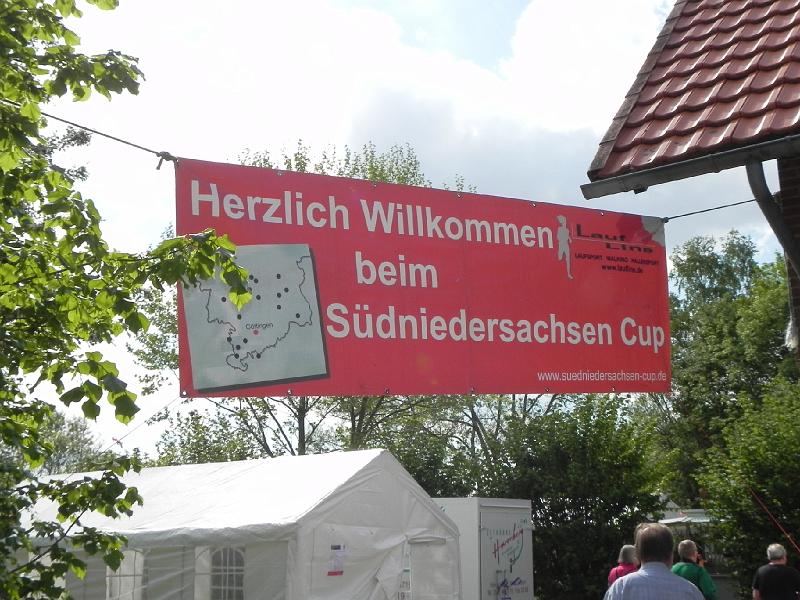 Herzlich Willkommen
beim
Südniedersachsen Cup
Lauf
Line
LAUFSPORT WALKING HALLENSPORT
www.laufline.de
Göttingen
www.suedniedersachsen-cup.de